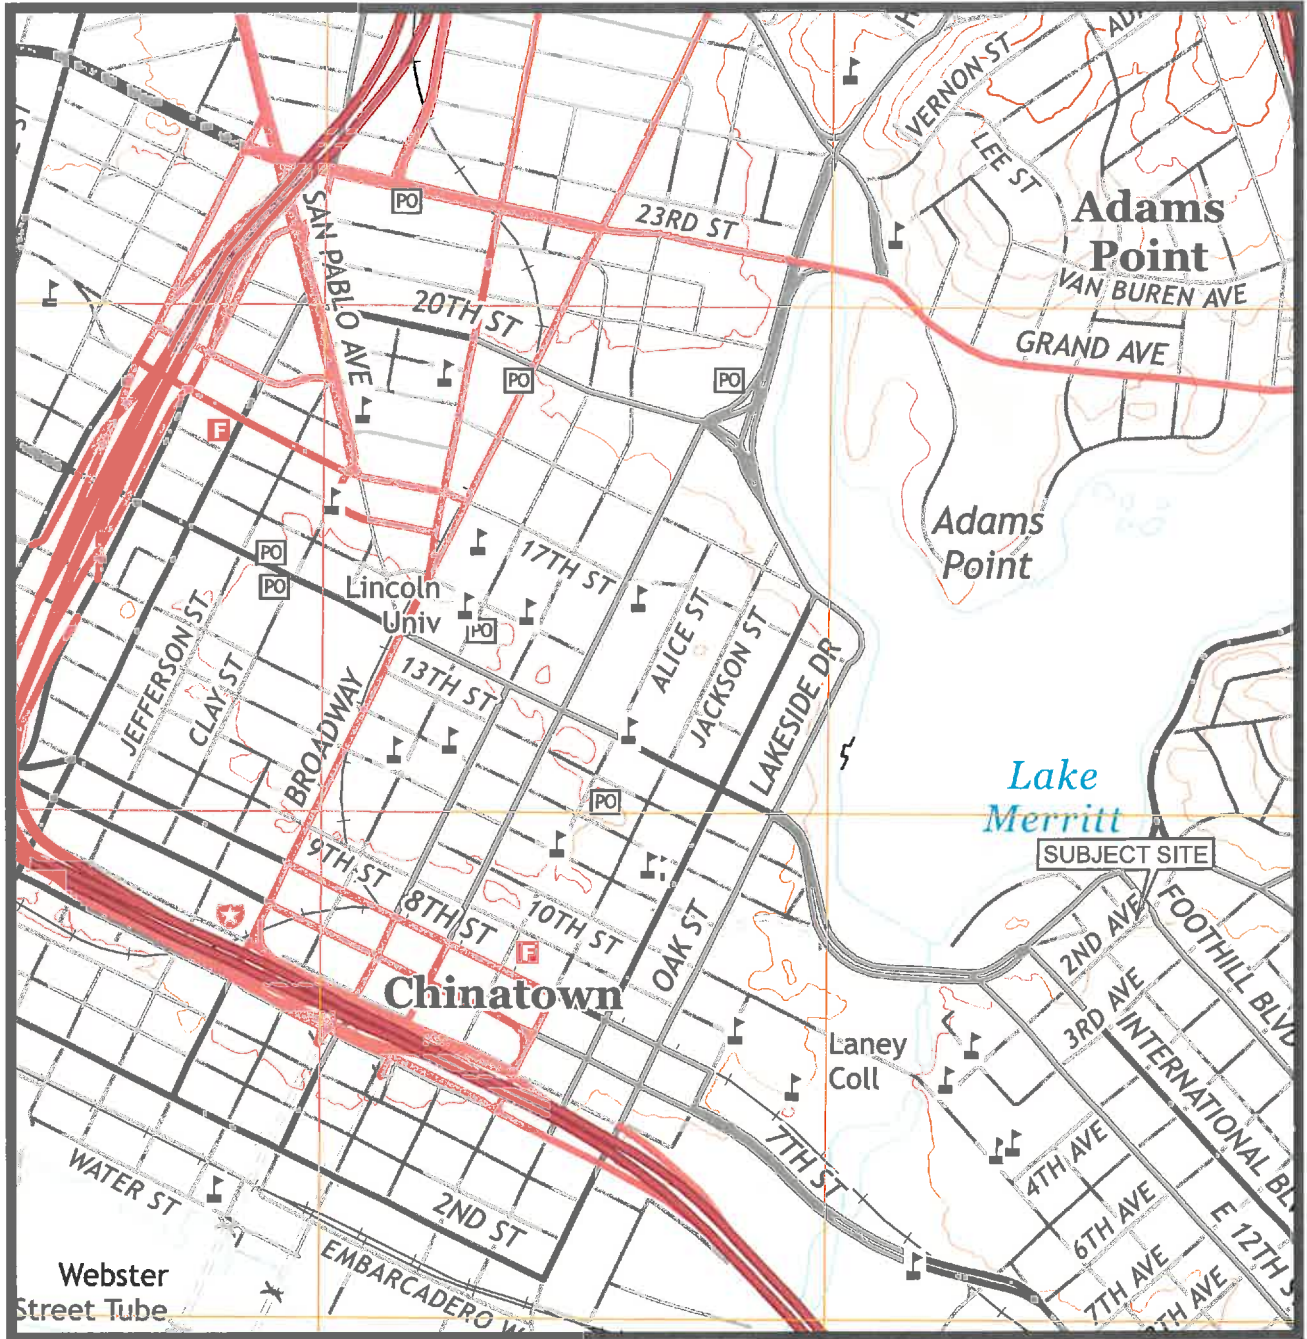 VERNON ST
LEE ST
Adams
Point
VAN BUREN AVE
GRAND AVE
PO
23RD ST
SAN PABLO AVE
20TH ST
PO
PO
F
Adams
Point
17TH ST
PO
PO
Lincoln
Univ
PO
ALICE ST
JACKSON ST
LAKESIDE DR
JEFFERSON ST
CLAY ST
13TH ST
BROADWAY
Lake
Merritt
PO
SUBJECT SITE
9TH ST
8TH ST
10TH ST
OAK ST
F
Chinatown
2ND AVE
FOOTHILL BLVD
3RD AVE
INTERNATIONAL BL
Laney
Coll
7TH ST
4TH AVE
6TH AVE
E 12TH S
7TH AVE
8TH AVE
WATER ST
2ND ST
EMBARCADERO W
Webster
Street Tube